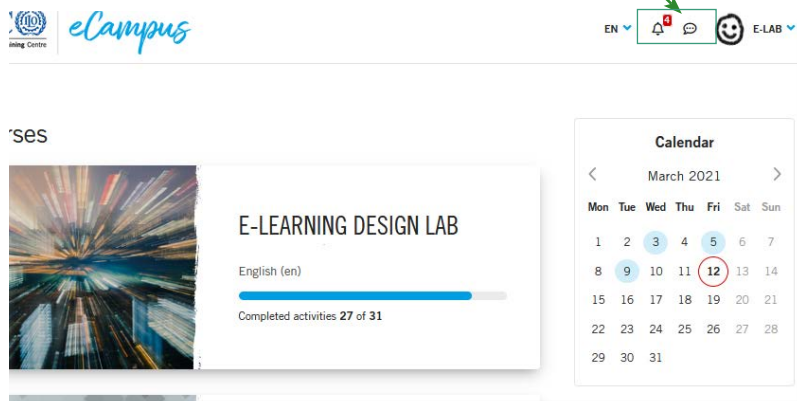 ining Centre
eCampus
EN
4
E-LAB
rses
E-LEARNING DESIGN LAB
English (en)
Completed activities 27 of 31
Calendar
March 2021
Mon Tue Wed Thu Fri Sat Sun
1 2 3 4 5 6 7
8 9 10 11 12 13 14
15 16 17 18 19 20 21
22 23 24 25 26 27 28
29 30 31